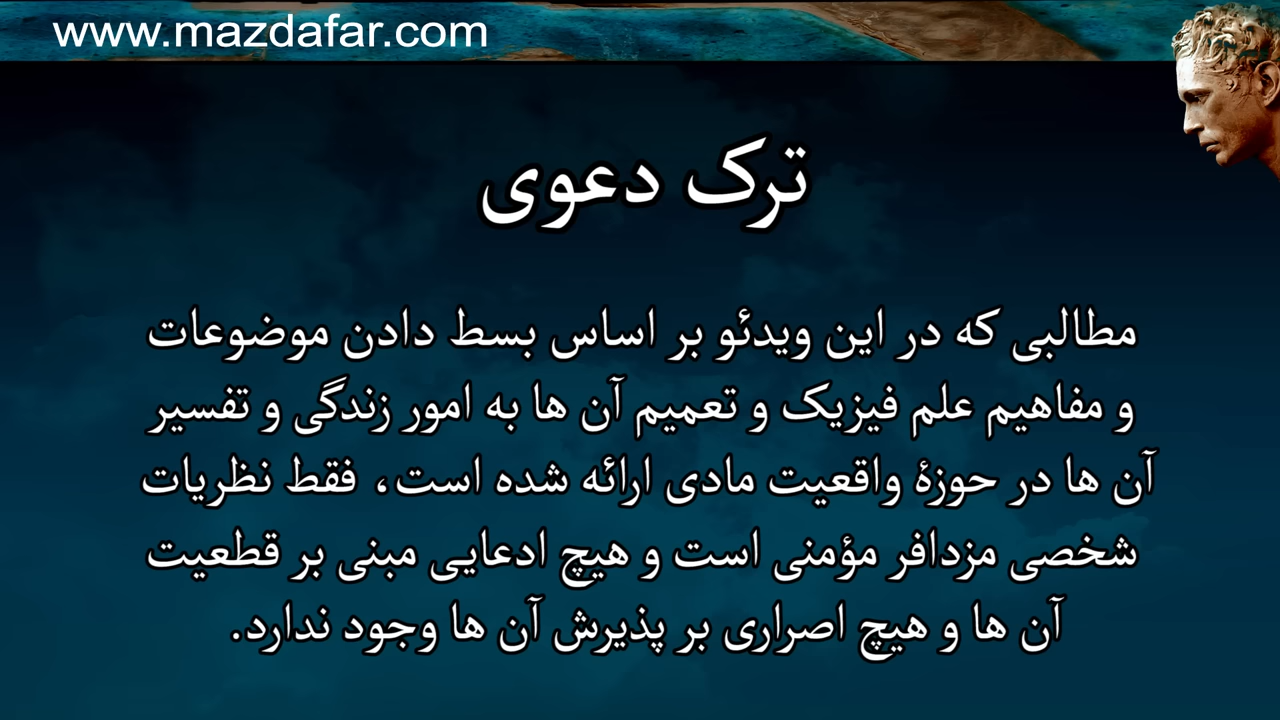 www.mazdafar.com
ترک دعوی
مطالبی که در این ویدئو بر اساس بسط دادن موضوعات
و مفاهیم علم فیزیک و تعمیم آن ها به امور زندگی و تفسیر
آن ها در حوزهٔ واقعیت مادی ارائه شده است، فقط نظریات
شخصی مزدافر مؤمنی است و هیچ ادعایی مبنی بر قطعیت
آن ها و هیچ اصراری بر پذیرش آن ها وجود ندارد.